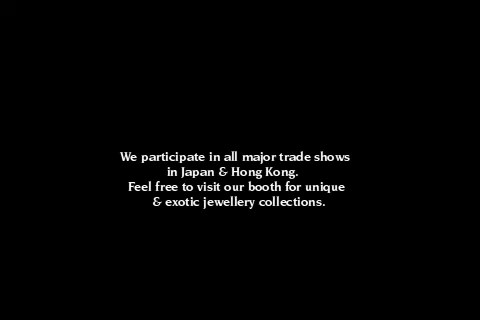 We participate in all major trade shows
in Japan & Hong Kong.
Feel free to visit our booth for unique
& exotic jewellery collections.